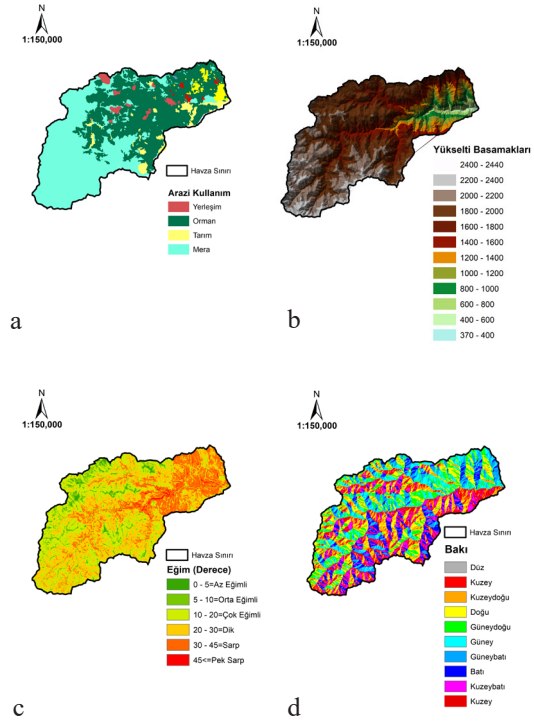 N
1:150,000
Havza Sınırı
Arazi Kullanım
Yerleşim
Orman
Tarım
Mera
a
N
1:150,000
Yükselti Basamakları
2400 - 2440
2200 - 2400
2000 - 2200
1800 - 2000
1600 - 1800
1400 - 1600
1200 - 1400
1000 - 1200
800 - 1000
600 - 800
400 - 600
370 - 400
b
N
1:150,000
Havza Sınırı
Eğim (Derece)
0 - 5=Az Eğimli
5 - 10=Orta Eğimli
10 - 20=Çok Eğimli
20 - 30=Dik
30 - 45=Sarp
45<=Pek Sarp
c
N
1:150,000
Havza Sınırı
Bakı
Düz
Kuzey
Kuzeydoğu
Doğu
Güneydoğu
Güney
Güneybatı
Batı
Kuzeybatı
Kuzey
d